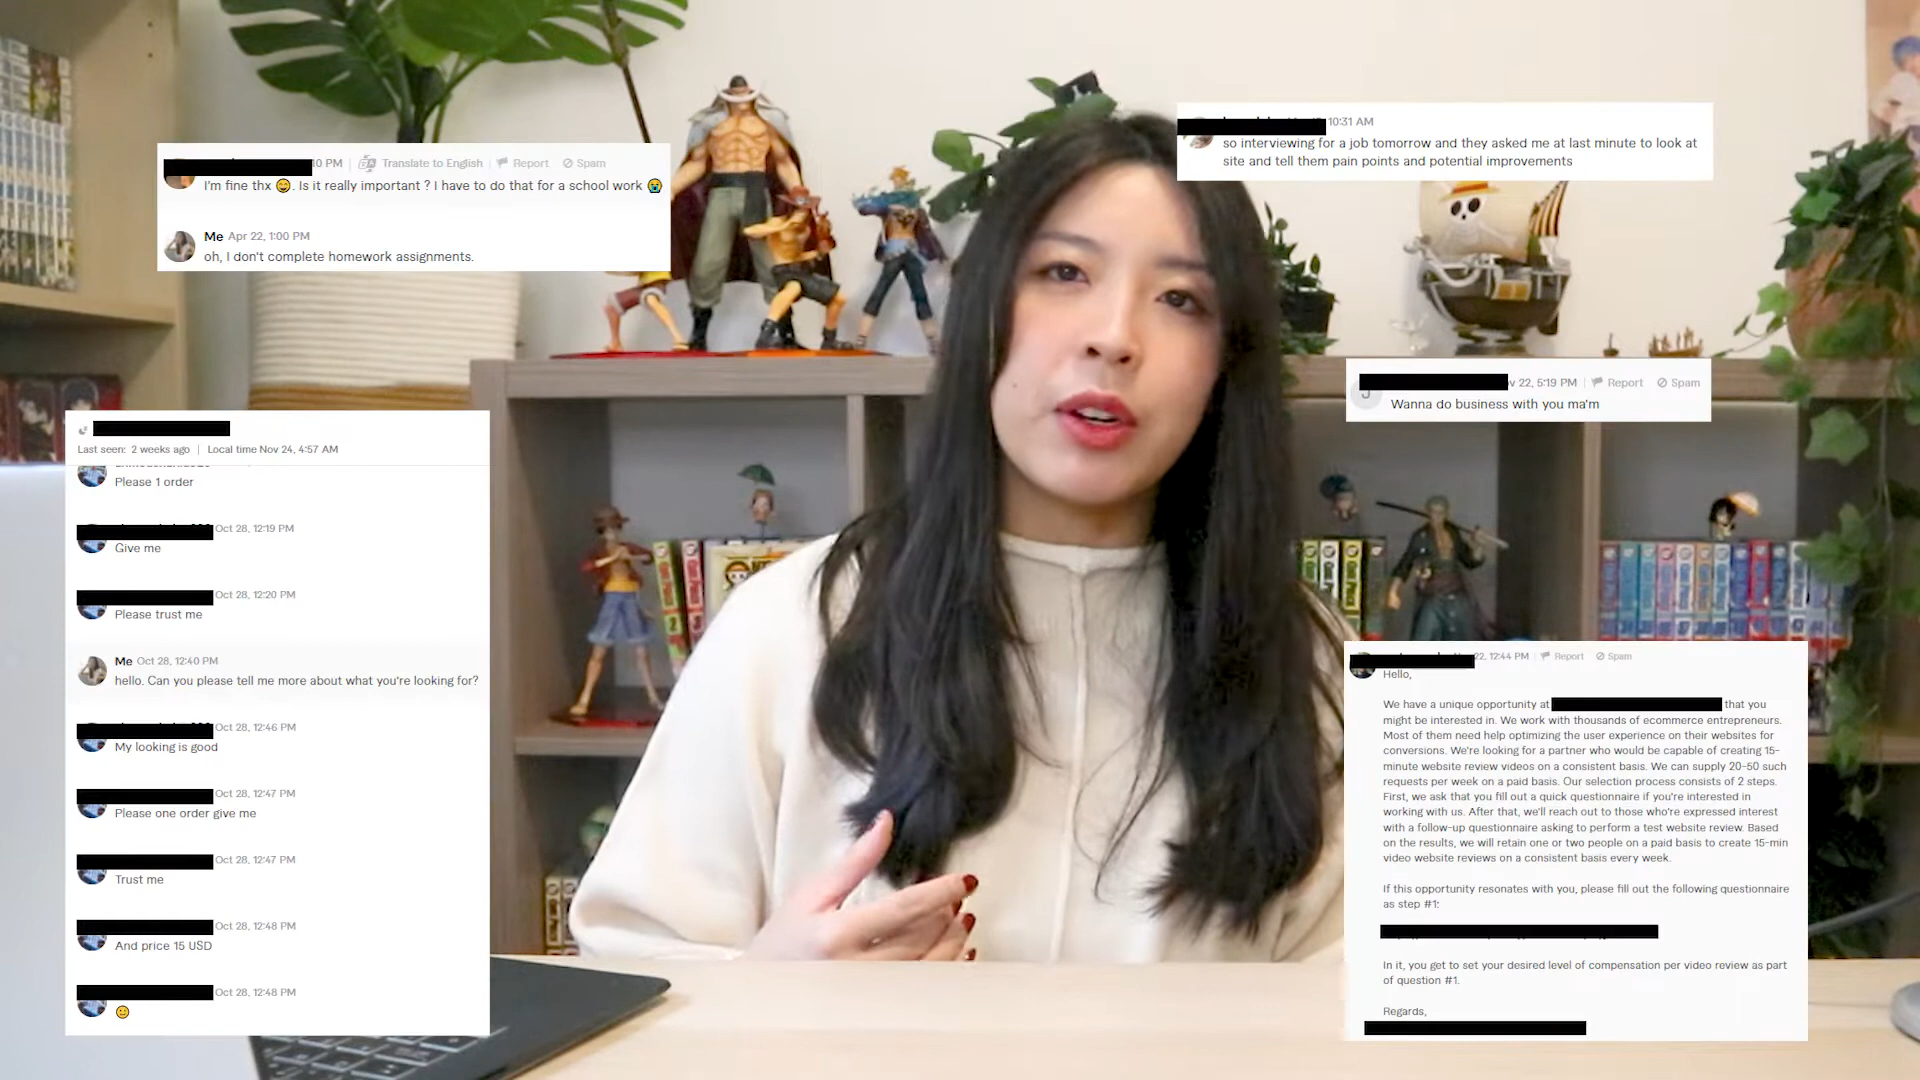 10 PM | Translate to English | Report Spam
I'm fine thx 😄. Is it really important ? I have to do that for a school work 😭
Me Apr 22, 1:00 PM
oh, I don't complete homework assignments.
10:31 AM
so interviewing for a job tomorrow and they asked me at last minute to look at
site and tell them pain points and potential improvements
22, 5:19 PM | Report Spam
Wanna do business with you ma'm
Last seen: 2 weeks ago | Local time Nov 24, 4:57 AM
Please 1 order
Oct 28, 12:19 PM
Give me
Oct 28, 12:20 PM
Please trust me
Me Oct 28, 12:40 PM
hello. Can you please tell me more about what you're looking for?
Oct 28, 12:46 PM
My looking is good
Oct 28, 12:47 PM
Please one order give me
Oct 28, 12:47 PM
Trust me
Oct 28, 12:48 PM
And price 15 USD
Oct 28, 12:48 PM
🙂
22, 12:44 PM | Report Spam
Hello,
We have a unique opportunity at that you
might be interested in. We work with thousands of ecommerce entrepreneurs.
Most of them need help optimizing the user experience on their websites for
conversions. We're looking for a partner who would be capable of creating 15-
minute website review videos on a consistent basis. We can supply 20-50 such
requests per week on a paid basis. Our selection process consists of 2 steps.
First, we ask that you fill out a quick questionnaire if you're interested in
working with us. After that, we'll reach out to those who're expressed interest
with a follow-up questionnaire asking to perform a test website review. Based
on the results, we will retain one or two people on a paid basis to create 15-min
video website reviews on a consistent basis every week.
If this opportunity resonates with you, please fill out the following questionnaire
as step #1:
In it, you get to set your desired level of compensation per video review as part
of question #1.
Regards,